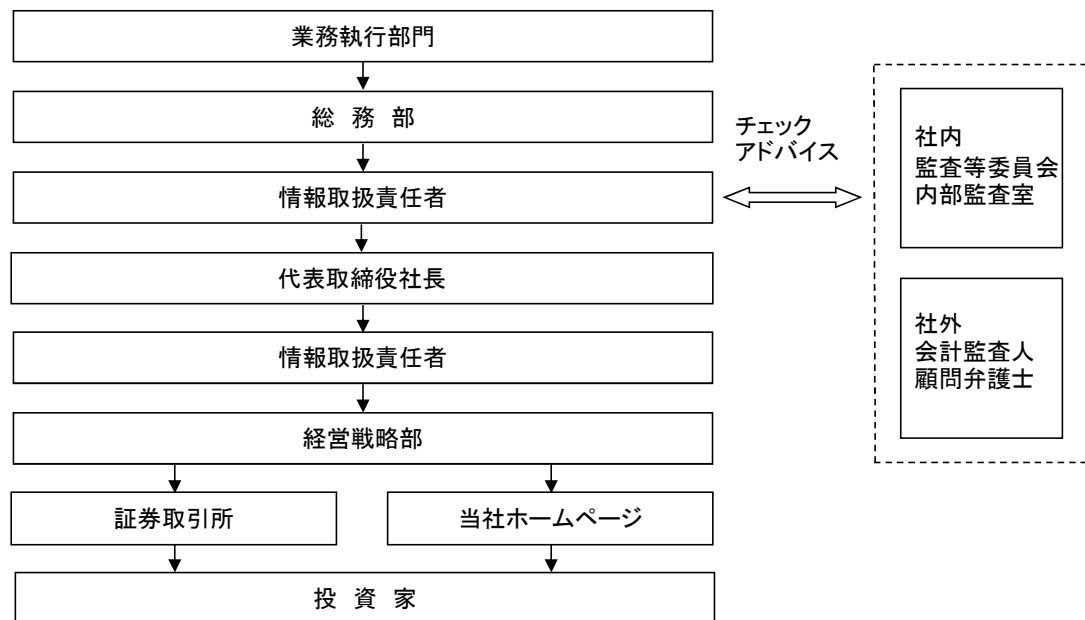 業務執行部門
総 務 部
情報取扱責任者
代表取締役社長
情報取扱責任者
経営戦略部
証券取引所
当社ホームページ
投 資 家
チェック
アドバイス
社内
監査等委員会
内部監査室
社外
会計監査人
顧問弁護士